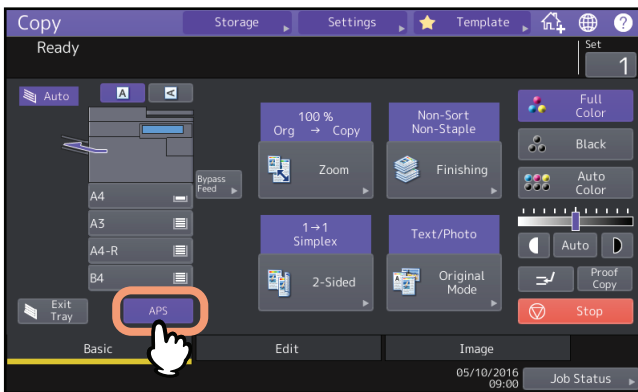 Copy
Storage
Settings
Template
?
Ready
Set
1
Auto
A
A
100 %
Org → Copy
Zoom
Non-Sort
Non-Staple
Finishing
Full
Color
Black
Auto
Color
Bypass
Feed
A4
A3
A4-R
B4
1→1
Simplex
2-Sided
Text/Photo
Original
Mode
Auto
Proof
Copy
Exit
Tray
APS
Stop
Basic
Edit
Image
05/10/2016
09:00
Job Status